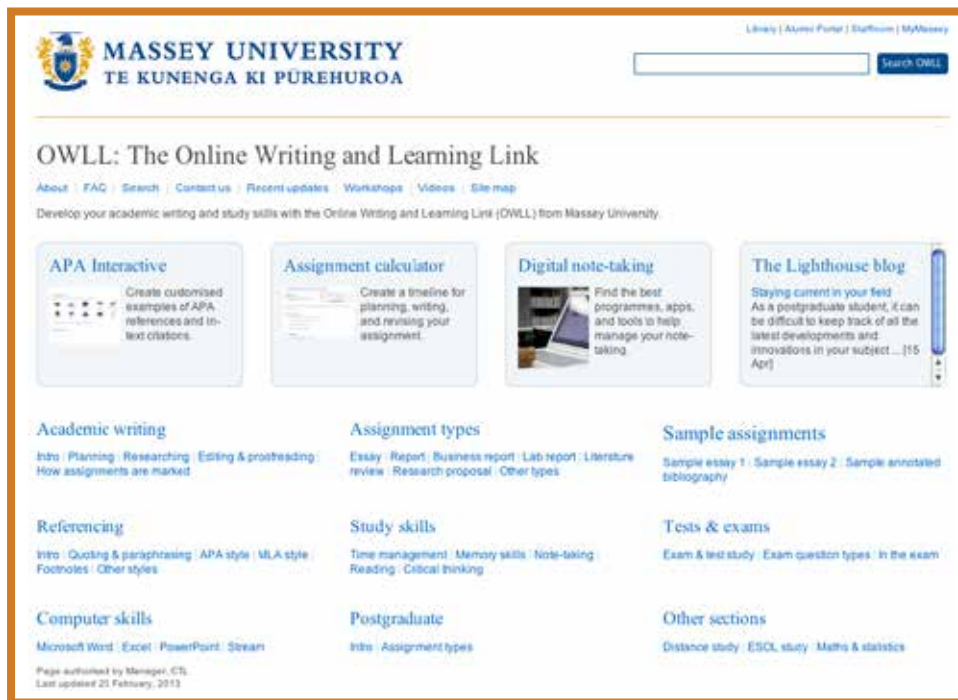 Library | Alumni Portal | Staffroom | MyMassey
MASSEY UNIVERSITY
TE KUNENGA KI PŪREHUROA
Search OWLL
OWLL: The Online Writing and Learning Link
About | FAQ | Search | Contact us | Recent updates | Workshops | Videos | Site map
Develop your academic writing and study skills with the Online Writing and Learning Link (OWLL) from Massey University.
APA Interactive
Create customised
examples of APA
references and in-
text citations.
Assignment calculator
Create a timeline for
planning, writing,
and revising your
assignment.
Digital note-taking
Find the best
programmes, apps,
and tools to help
manage your note-
taking
The Lighthouse blog
Staying current in your field
As a postgraduate student, it can
be difficult to keep track of all the
latest developments and
innovations in your subject ... [15
Apr]
Academic writing
Intro | Planning | Researching | Editing & proofreading |
How assignments are marked
Assignment types
Essay | Report | Business report | Lab report | Literature
review | Research proposal | Other types
Sample assignments
Sample essay 1 | Sample essay 2 | Sample annotated
bibliography
Referencing
Intro | Quoting & paraphrasing | APA style | MLA style |
Footnotes | Other styles
Study skills
Time management | Memory skills | Note-taking |
Reading | Critical thinking
Tests & exams
Exam & test study | Exam question types | In the exam
Computer skills
Microsoft Word | Excel | PowerPoint | Stream
Postgraduate
Intro | Assignment types
Other sections
Distance study | ESOL study | Maths & statistics
Page authorised by Manager, CTL
Last updated 25 February, 2013